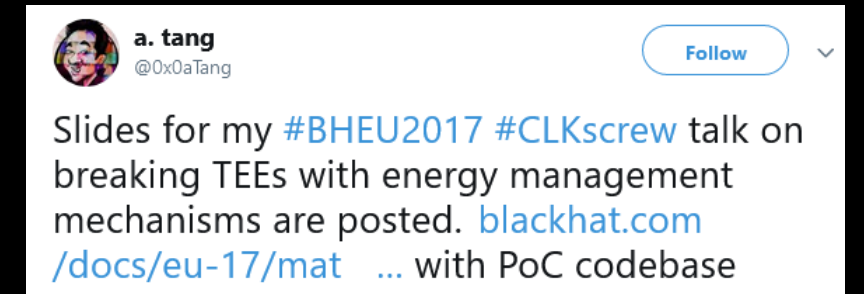 a. tang
@0x0aTang
Follow
Slides for my #BHEU2017 #CLKscrew talk on
breaking TEEs with energy management
mechanisms are posted. blackhat.com
/docs/eu-17/mat ... with PoC codebase